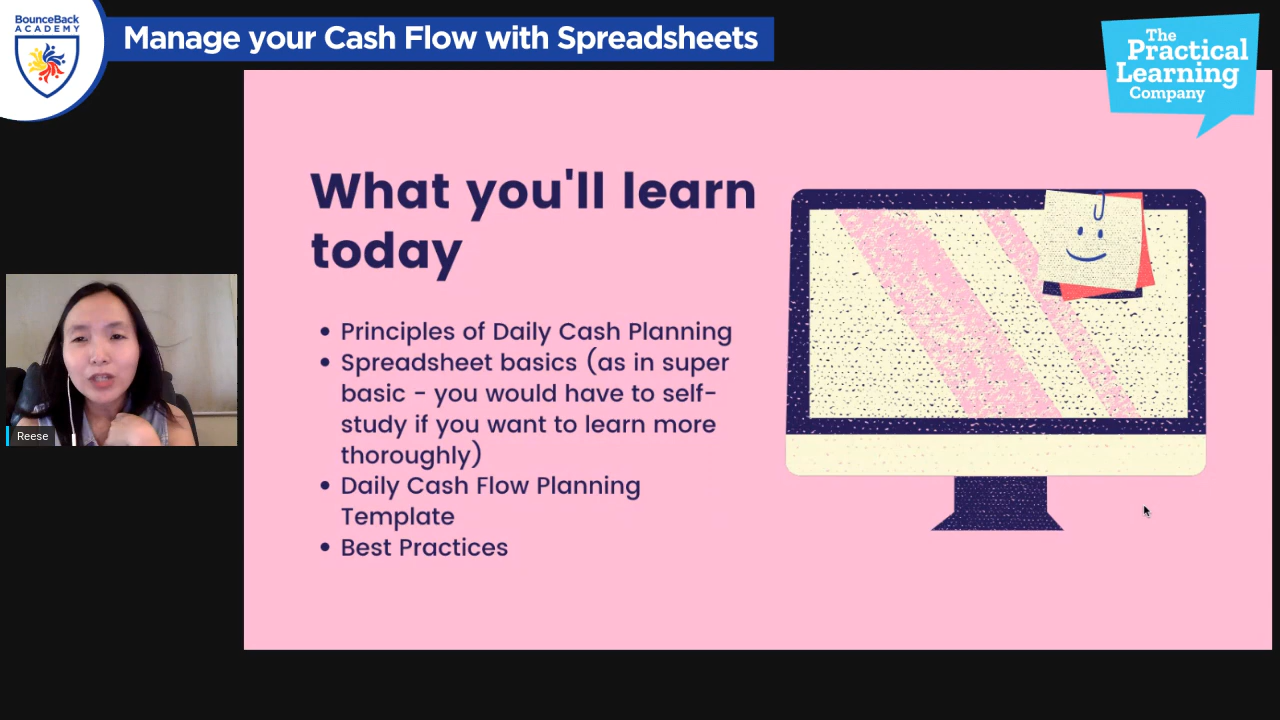 BounceBack
ACADEMY
Manage your Cash Flow with Spreadsheets
The
Practical
Learning
Company
What you'll learn
today
• Principles of Daily Cash Planning
• Spreadsheet basics (as in super
basic - you would have to self-
study if you want to learn more
thoroughly)
• Daily Cash Flow Planning
Template
• Best Practices
Reese